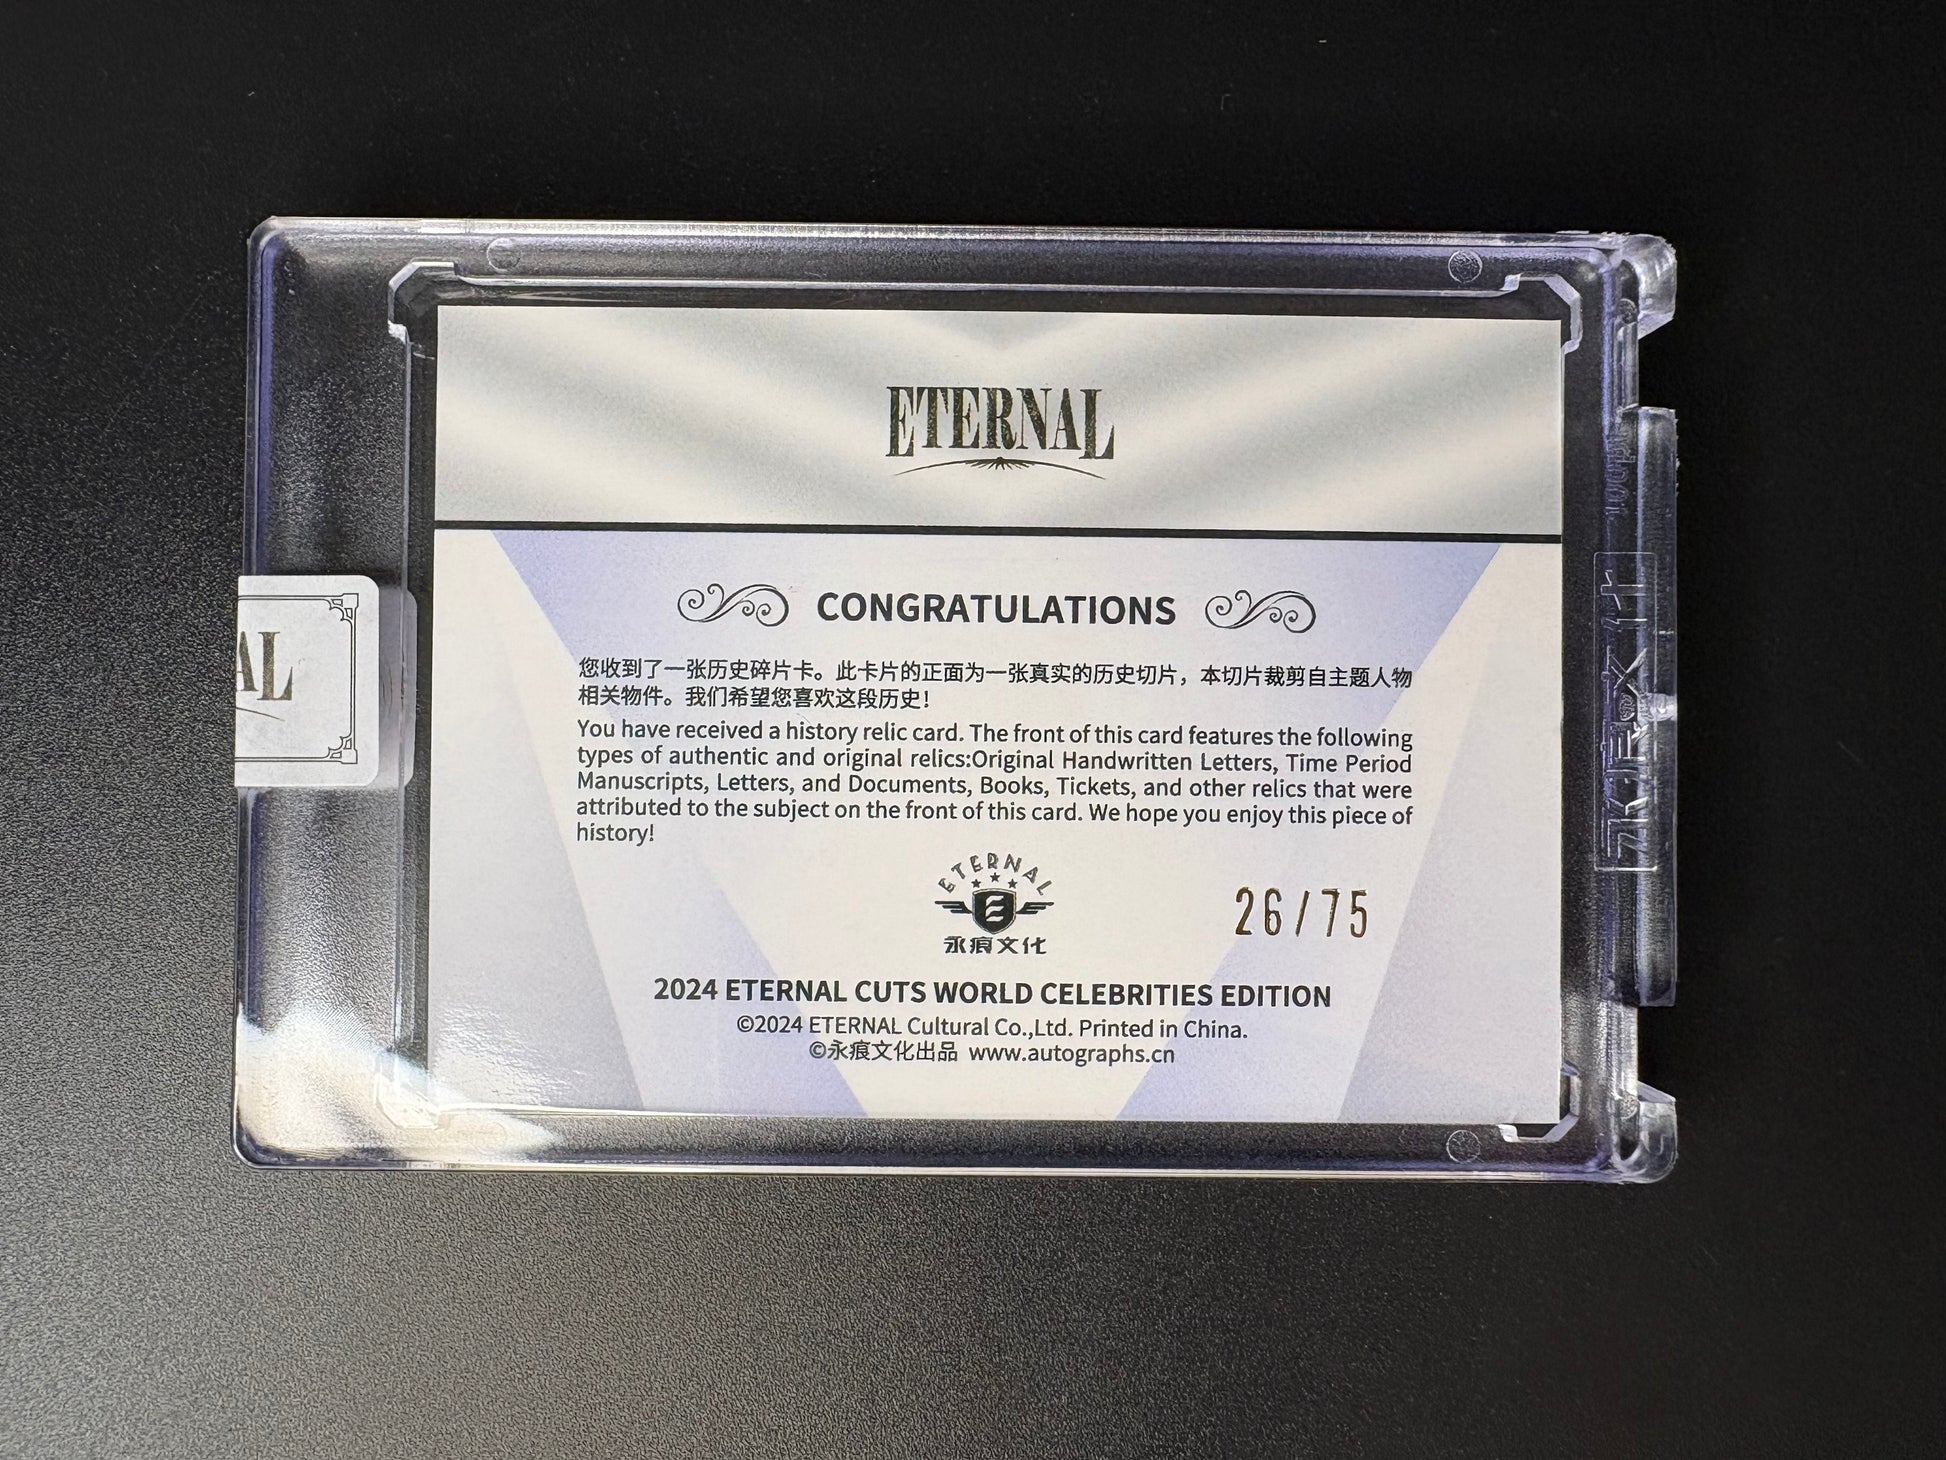 ETERNAL
CONGRATULATIONS
您收到了一张历史碎片卡。此卡片的正面为一张真实的历史切片，本切片裁剪自主题人物
相关物件。我们希望您喜欢这段历史！
You have received a history relic card. The front of this card features the following
types of authentic and original relics:Original Handwritten Letters, Time Period
Manuscripts, Letters, and Documents, Books, Tickets, and other relics that were
attributed to the subject on the front of this card. We hope you enjoy this piece of
history!
ETERNAL
永痕文化
26/75
2024 ETERNAL CUTS WORLD CELEBRITIES EDITION
©2024 ETERNAL Cultural Co.,Ltd. Printed in China.
©永痕文化出品 www.autographs.cn
AL
永痕文化